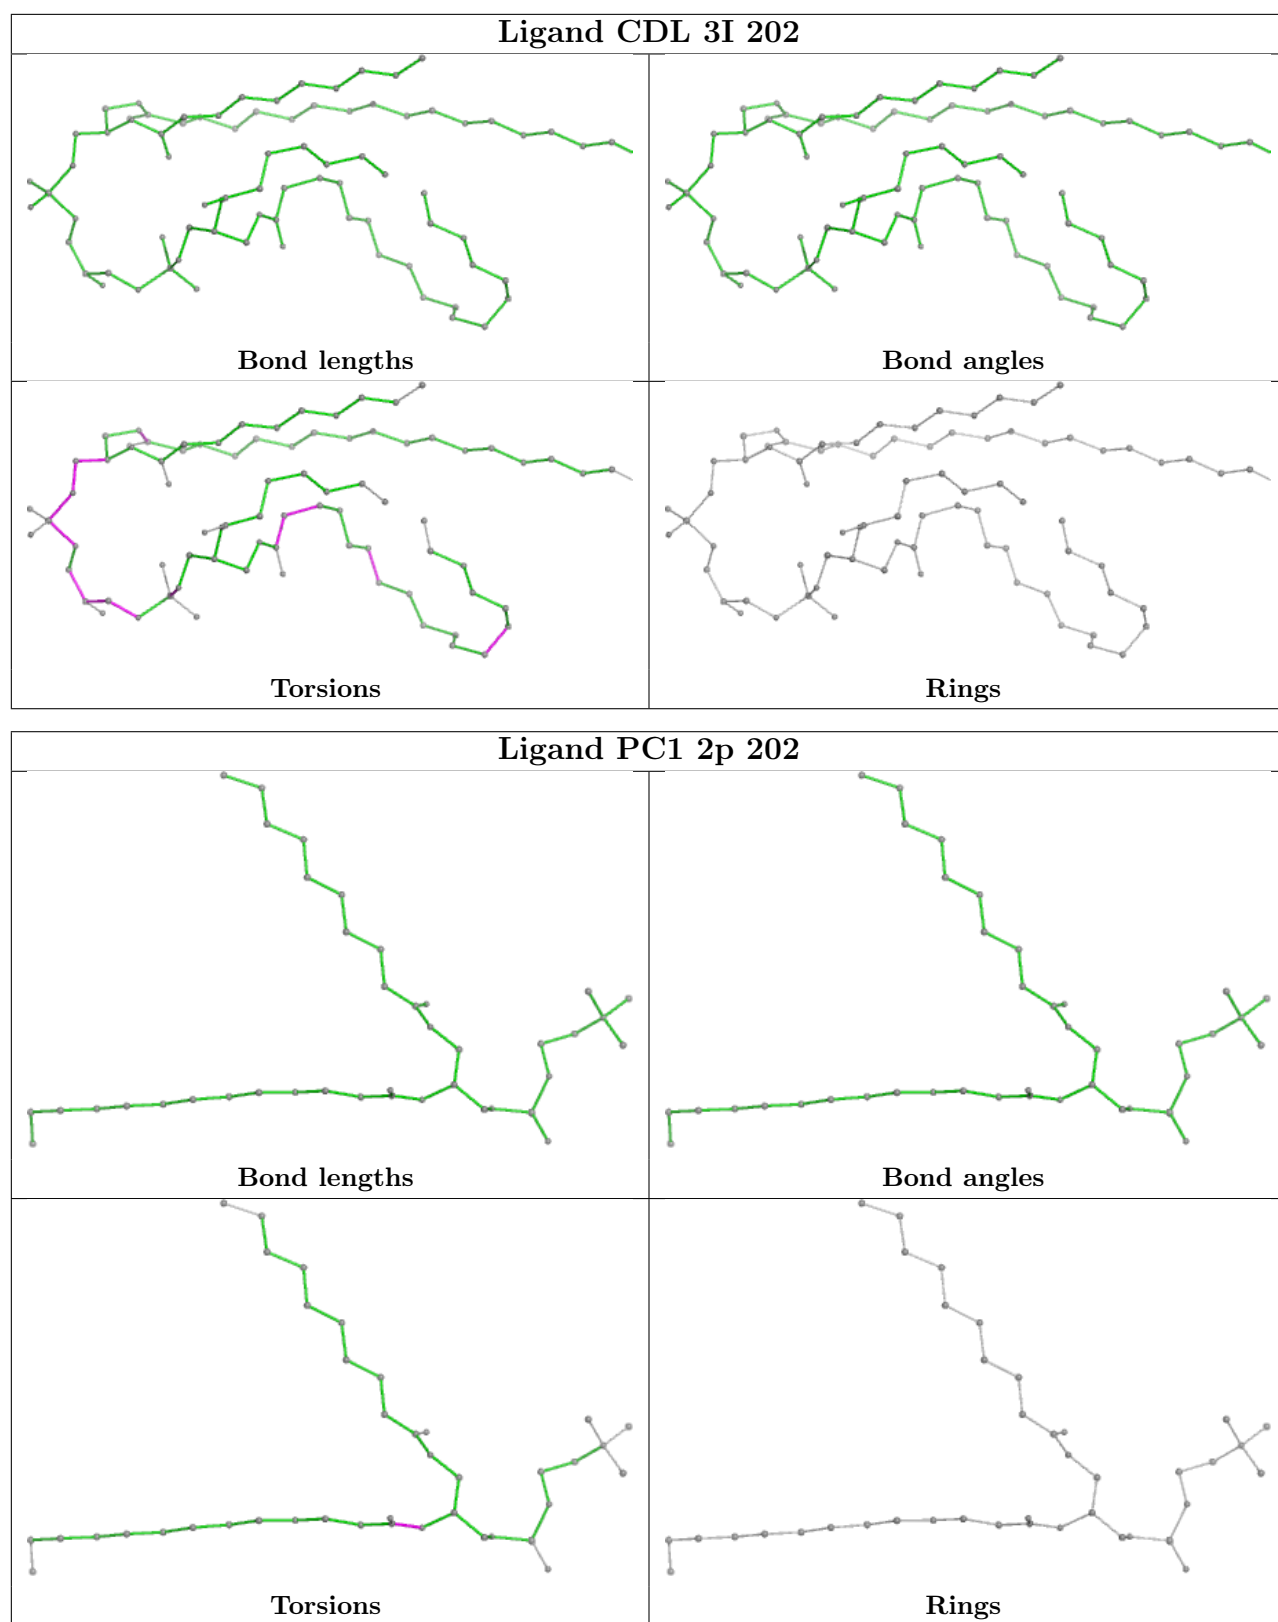 Ligand CDL 3I 202
Bond lengths
Bond angles
Torsions
Rings
Ligand PC1 2p 202
Bond lengths
Bond angles
Torsions
Rings